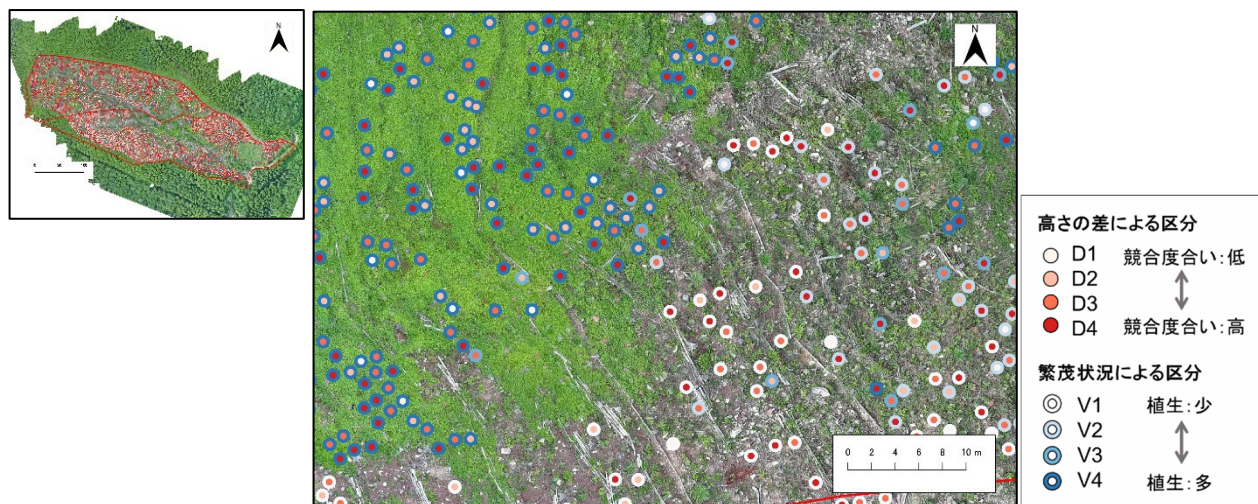 N
N
0 2 4 6 8 10 m
高さの差による区分
D1 競合度合い:低
D2
D3
D4 競合度合い:高
繁茂状況による区分
V1 植生:少
V2
V3
V4 植生:多